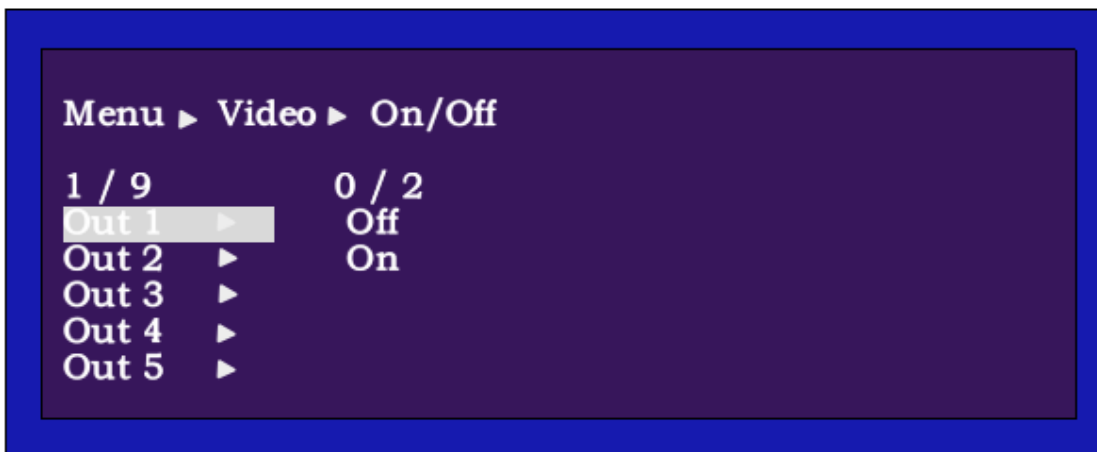 Menu ▶ Video ▶ On/Off
1 / 9 0 / 2
Out 1 ▶ Off
Out 2 ▶ On
Out 3 ▶
Out 4 ▶
Out 5 ▶